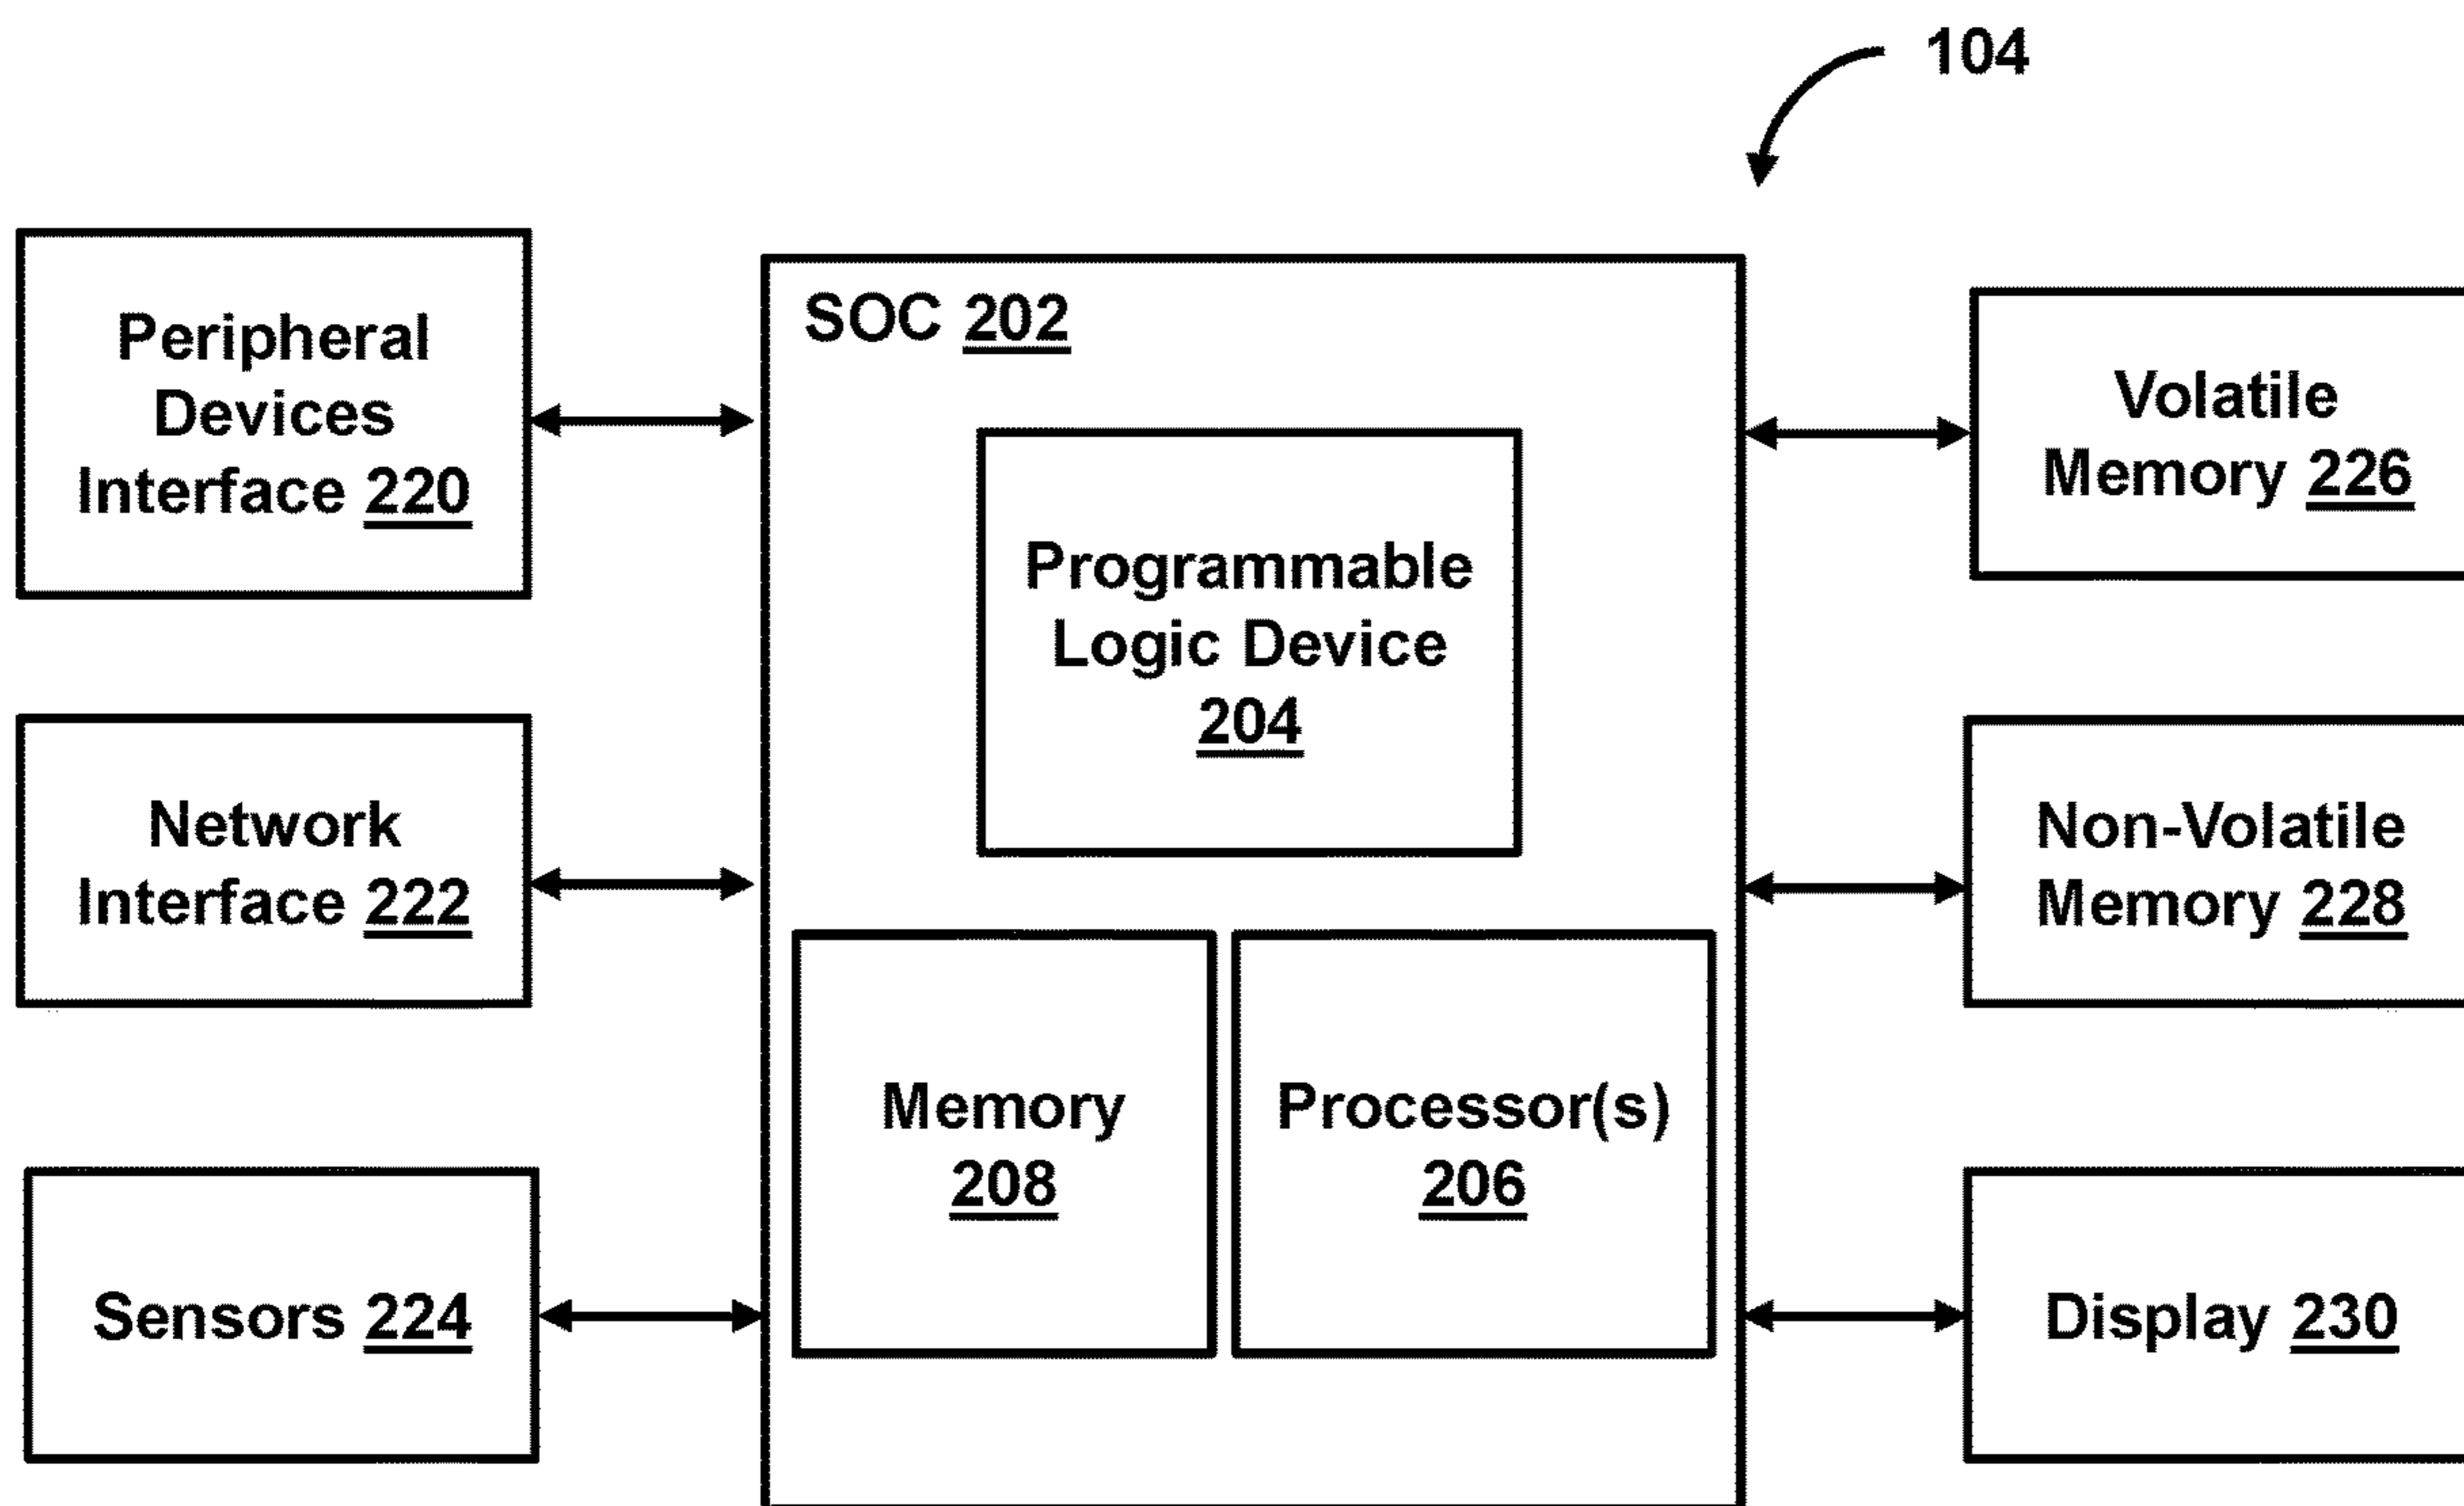 104
Peripheral
Devices
Interface 220
SOC 202
Volatile
Memory 226
Programmable
Logic Device
204
Network
Interface 222
Non-Volatile
Memory 228
Memory
208
Processor(s)
206
Sensors 224
Display 230